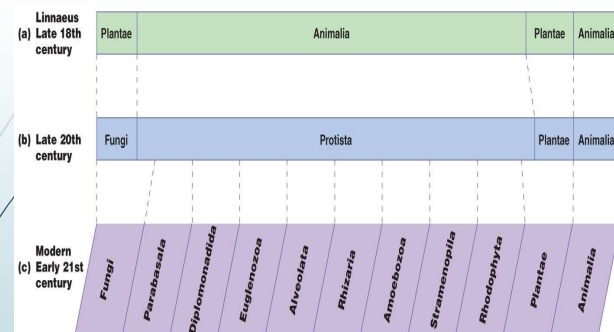 Linnaeus
(a) Late 18th
century
Plantae Animalia Plantae Animalia
(b) Late 20th
century
Fungi Protista Plantae Animalia
Modern
(c) Early 21st
century
Fungi
Parabasala
Diplomonadida
Euglenozoa
Alveolata
Rhizaria
Amoebozoa
Stramenopila
Rhodophyta
Plantae
Animalia